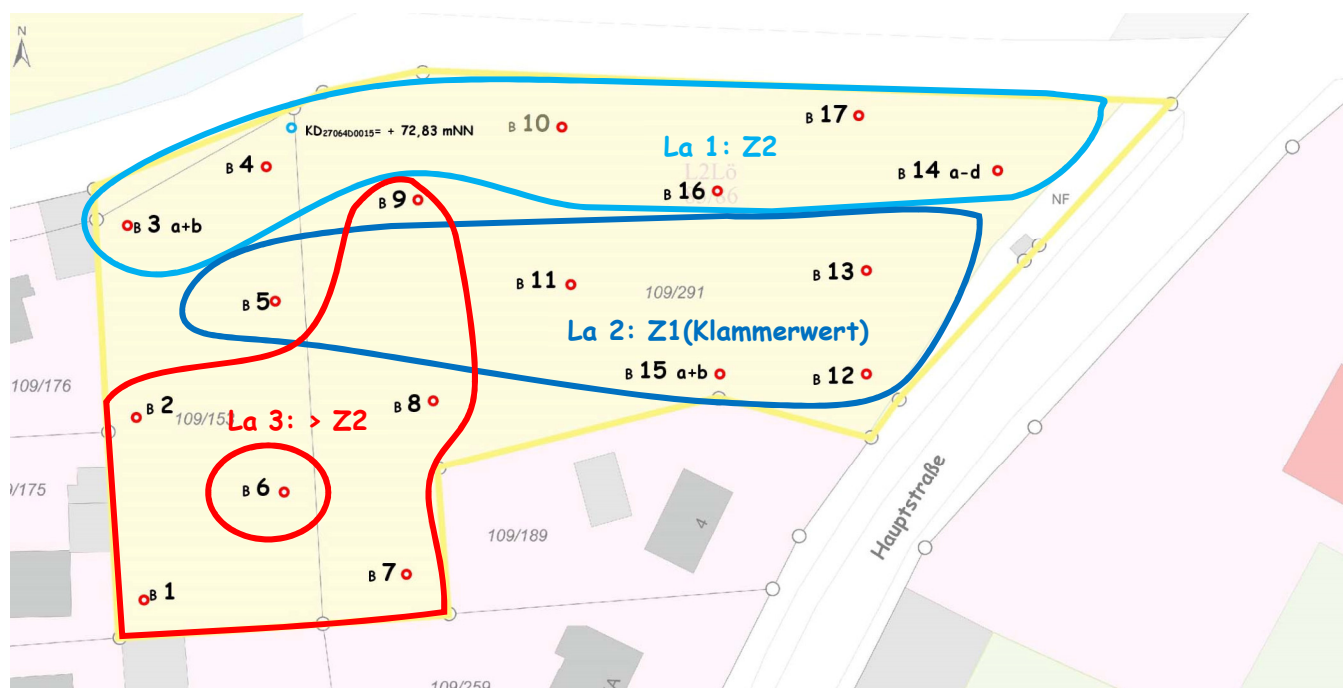 N
KD27064D0015= + 72,83 mNN
B 10
B 17
B 4
La 1: Z2
L2Lö
B 14 a-d
B 16
B 9
NF
B 3 a+b
B 11
B 13
109/291
B 5
La 2: Z1(Klammerwert)
B 15 a+b
B 12
109/176
B 2
109/153
La 3: > Z2
B 8
B 6
/175
Hauptstraße
4
109/189
B 7
B 1
109/259
A